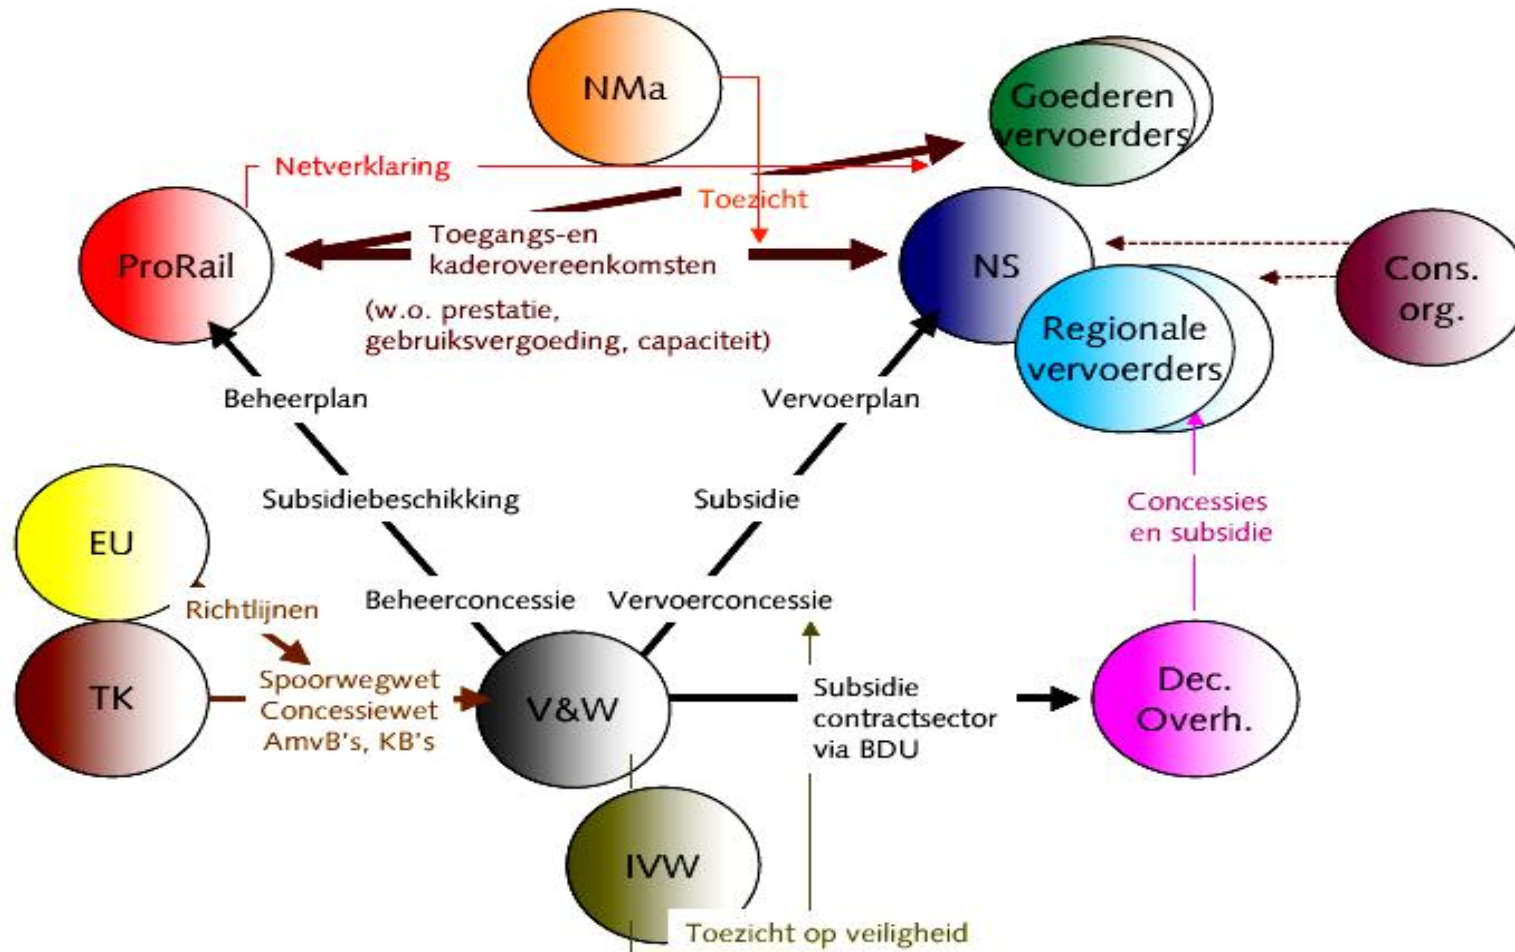 NMa
Goederen
vervoerders
Netverklaring
Toezicht
ProRail
Toegangs-en
kaderovereenkomsten
(w.o. prestatie,
gebruiksvergoeding, capaciteit)
NS
Cons.
org.
Regionale
vervoerders
Beheerplan
Vervoerplan
Subsidiebeschikking
Subsidie
Concessies
en subsidie
EU
Richtlijnen
Beheerconcessie
Vervoerconcessie
TK
Spoorwegwet
Concessiewet
AmvB's, KB's
V&W
Subsidie
contractsector
via BDU
Dec.
Overh.
IVW
Toezicht op veiligheid